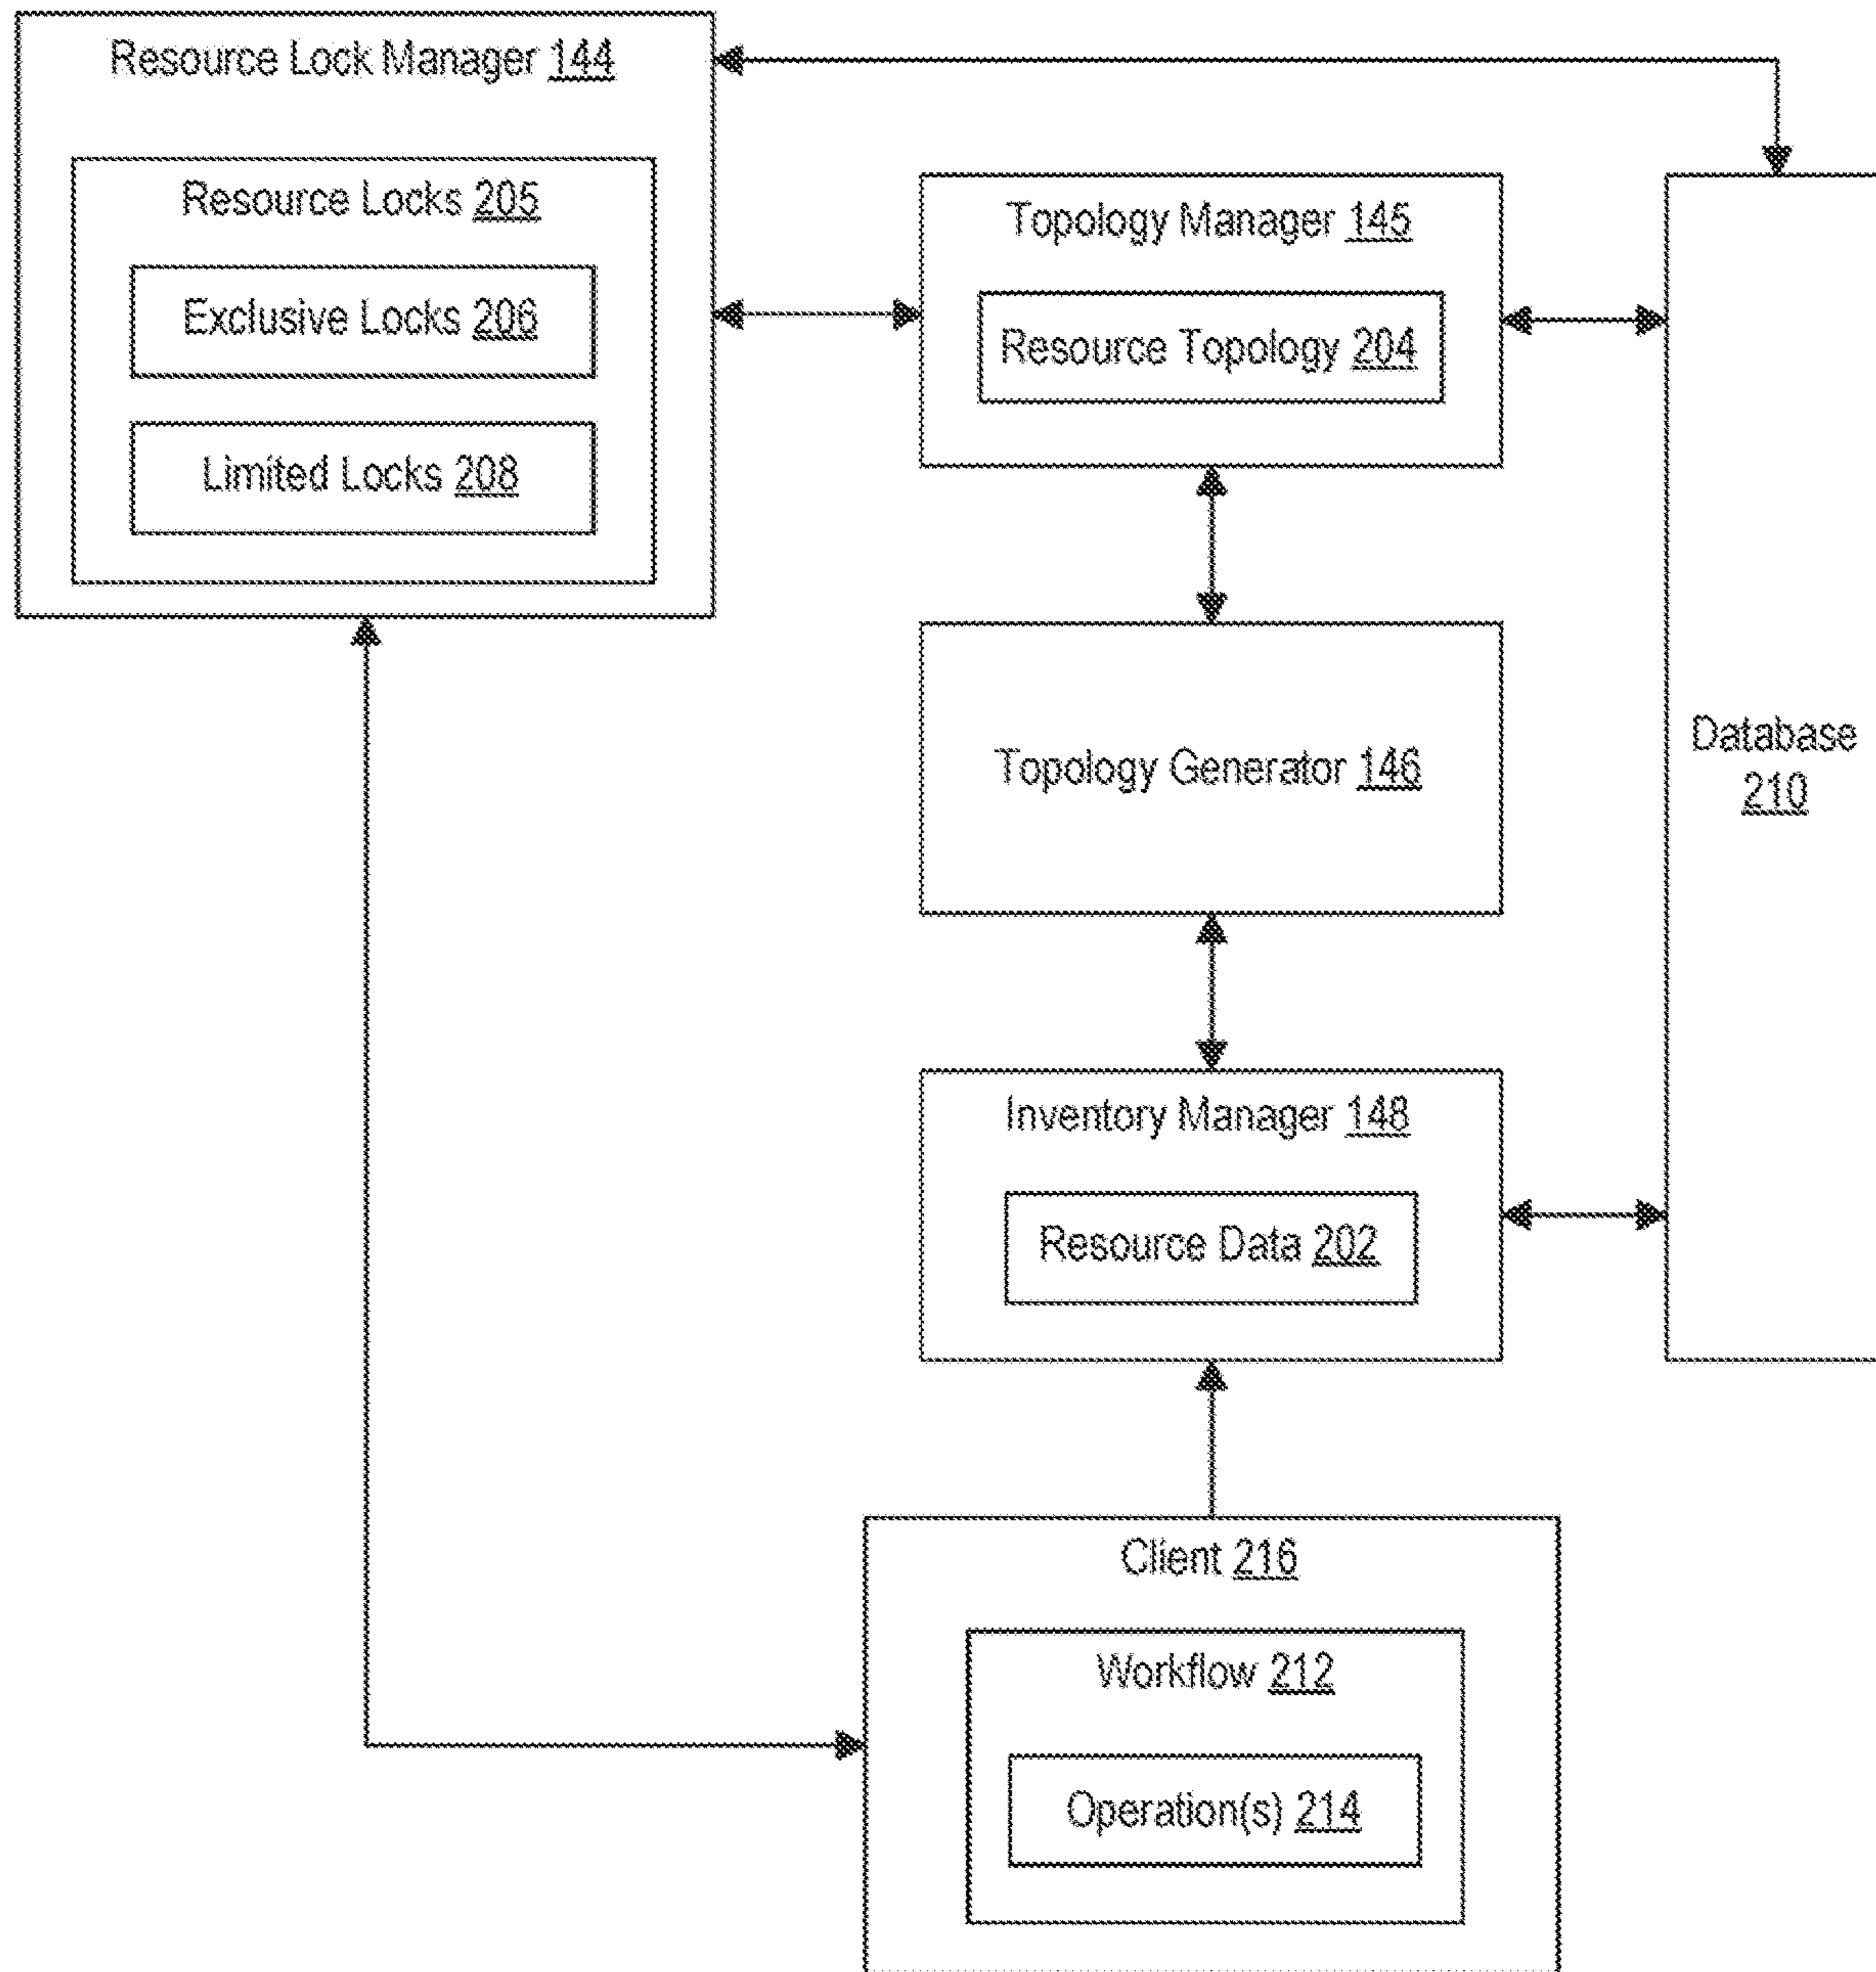 Resource Lock Manager 144
Resource Locks 205
Exclusive Locks 206
Limited Locks 208
Topology Manager 145
Resource Topology 204
Topology Generator 146
Database
210
Inventory Manager 148
Resource Data 202
Client 216
Workflow 212
Operation(s) 214